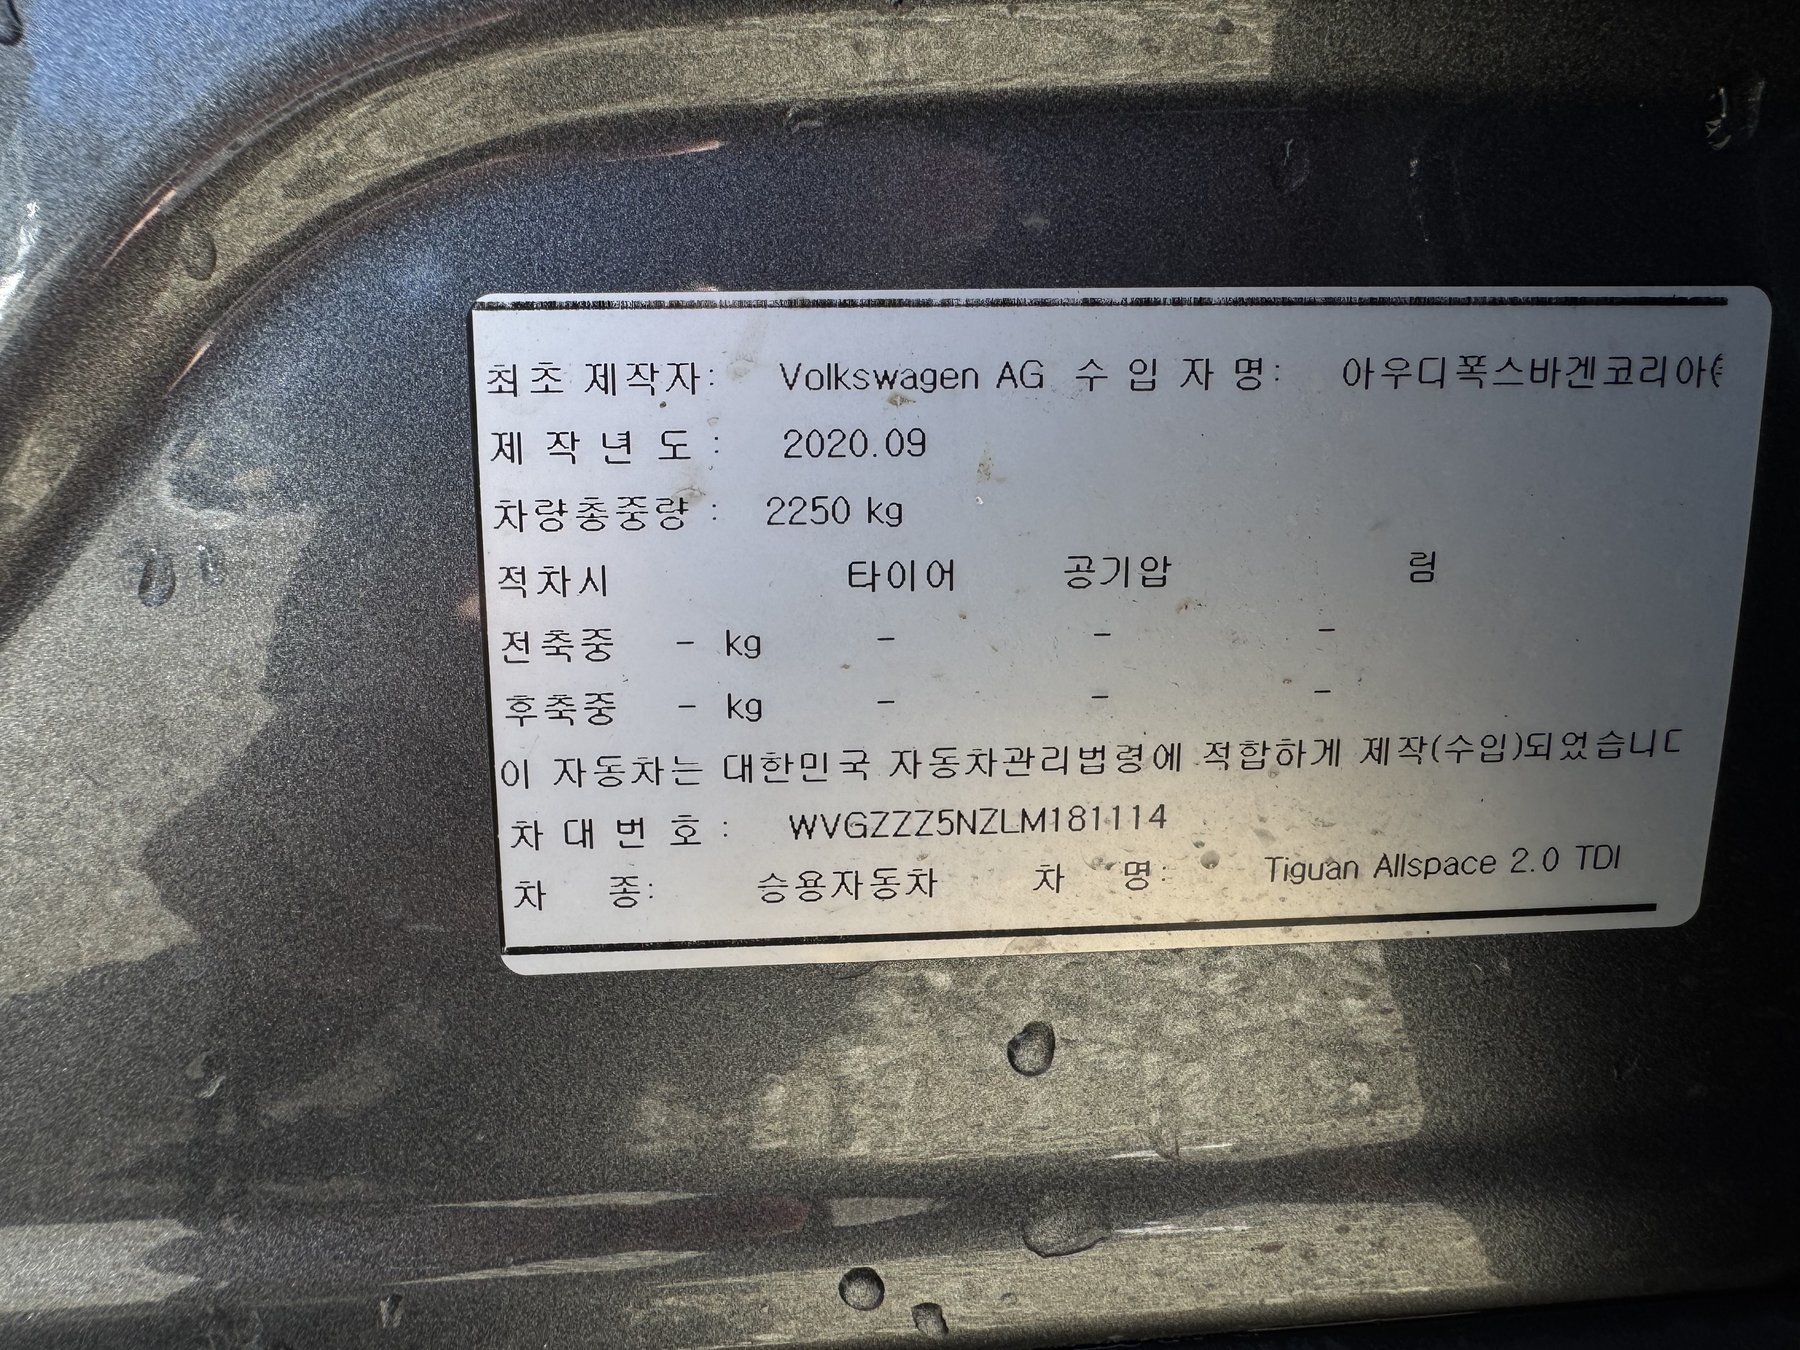 최초 제작자: Volkswagen AG 수 입 자 명: 아우디폭스바겐코리아(
제 작 년 도 : 2020.09
차량총중량 : 2250 kg
적차시 타이어 공기압 림
전축중 - kg - - -
후축중 - kg - - -
이 자동차는 대한민국 자동차관리법령에 적합하게 제작(수입)되었습니
차 대 번 호 : WVGZZZ5NZLM181114
차 종: 승용자동차 차 명: Tiguan Allspace 2.0 TDI